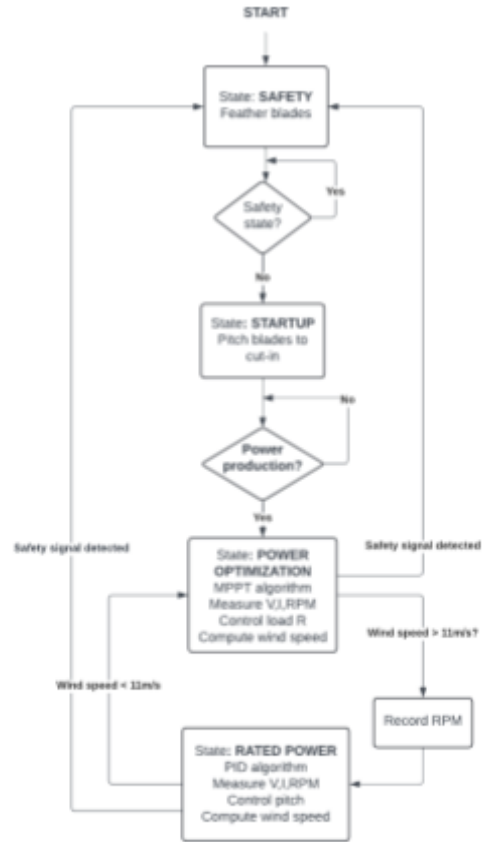 START
State: SAFETY
Feather blades
Yes
Safety
state?
No
State: STARTUP
Pitch blades to
cut-in
No
Power
production?
Yes
Safety signal detected
Safety signal detected
State: POWER
OPTIMIZATION
MPPT algorithm
Measure V,I,RPM
Control load R
Compute wind speed
Wind speed > 11m/s?
Wind speed < 11m/s
Record RPM
State: RATED POWER
PID algorithm
Measure V,I,RPM
Control pitch
Compute wind speed